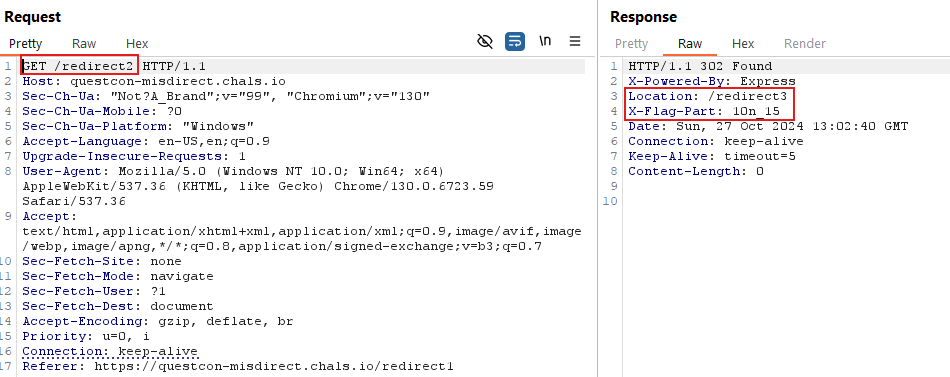 Request
Pretty Raw Hex
\n
1 GET /redirect2 HTTP/1.1
2 Host: questcon-misdirect.chals.io
3 Sec-Ch-Ua: "Not?A_Brand";v="99", "Chromium";v="130"
4 Sec-Ch-Ua-Mobile: ?0
5 Sec-Ch-Ua-Platform: "Windows"
6 Accept-Language: en-US,en;q=0.9
7 Upgrade-Insecure-Requests: 1
8 User-Agent: Mozilla/5.0 (Windows NT 10.0; Win64; x64)
AppleWebKit/537.36 (KHTML, like Gecko) Chrome/130.0.6723.59
Safari/537.36
9 Accept:
text/html,application/xhtml+xml,application/xml;q=0.9,image/avif,image
/webp,image/apng,*/*;q=0.8,application/signed-exchange;v=b3;q=0.7
10 Sec-Fetch-Site: none
11 Sec-Fetch-Mode: navigate
12 Sec-Fetch-User: ?1
13 Sec-Fetch-Dest: document
14 Accept-Encoding: gzip, deflate, br
15 Priority: u=0, i
16 Connection: keep-alive
17 Referer: https://questcon-misdirect.chals.io/redirect1
Response
Pretty Raw Hex Render
1 HTTP/1.1 302 Found
2 X-Powered-By: Express
3 Location: /redirect3
4 X-Flag-Part: 10n_15
5 Date: Sun, 27 Oct 2024 13:02:40 GMT
6 Connection: keep-alive
7 Keep-Alive: timeout=5
8 Content-Length: 0
9
10